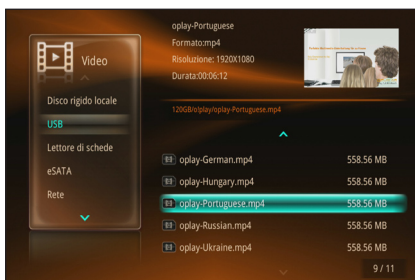 Video
Disco rigido locale
USB
Lettore di schede
eSATA
Rete
oplay-Portuguese
Formato:mp4
Risoluzione: 1920X1080
Durata:00:06:12
120GB/o!play/oplay-Portuguese.mp4
oplay-German.mp4 558.56 MB
oplay-Hungary.mp4 558.56 MB
oplay-Portuguese.mp4 558.56 MB
oplay-Russian.mp4 558.56 MB
oplay-Ukraine.mp4 558.56 MB
9 / 11